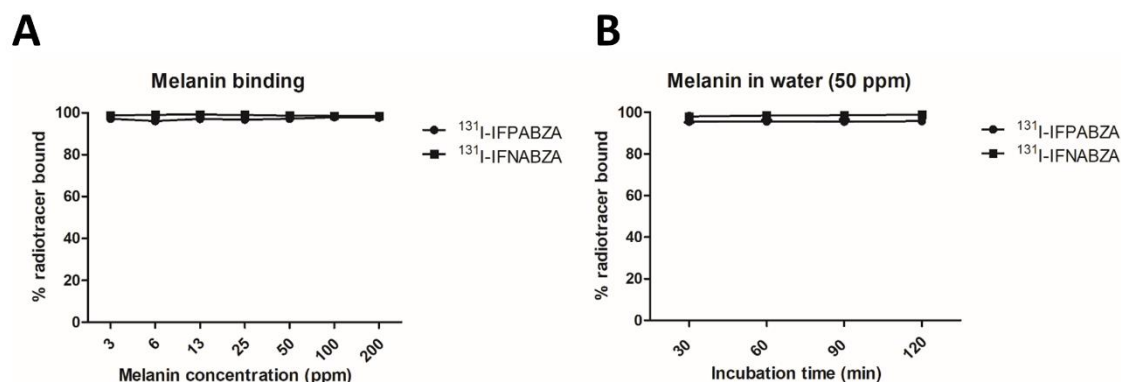 A
Melanin binding
% radiotracer bound
100
80
60
40
20
0
3
6
13
25
50
100
200
Melanin concentration (ppm)
¹³¹I-IFPABZA
¹³¹I-IFNABZA
B
Melanin in water (50 ppm)
% radiotracer bound
100
80
60
40
20
0
30
60
90
120
Incubation time (min)
¹³¹I-IFPABZA
¹³¹I-IFNABZA